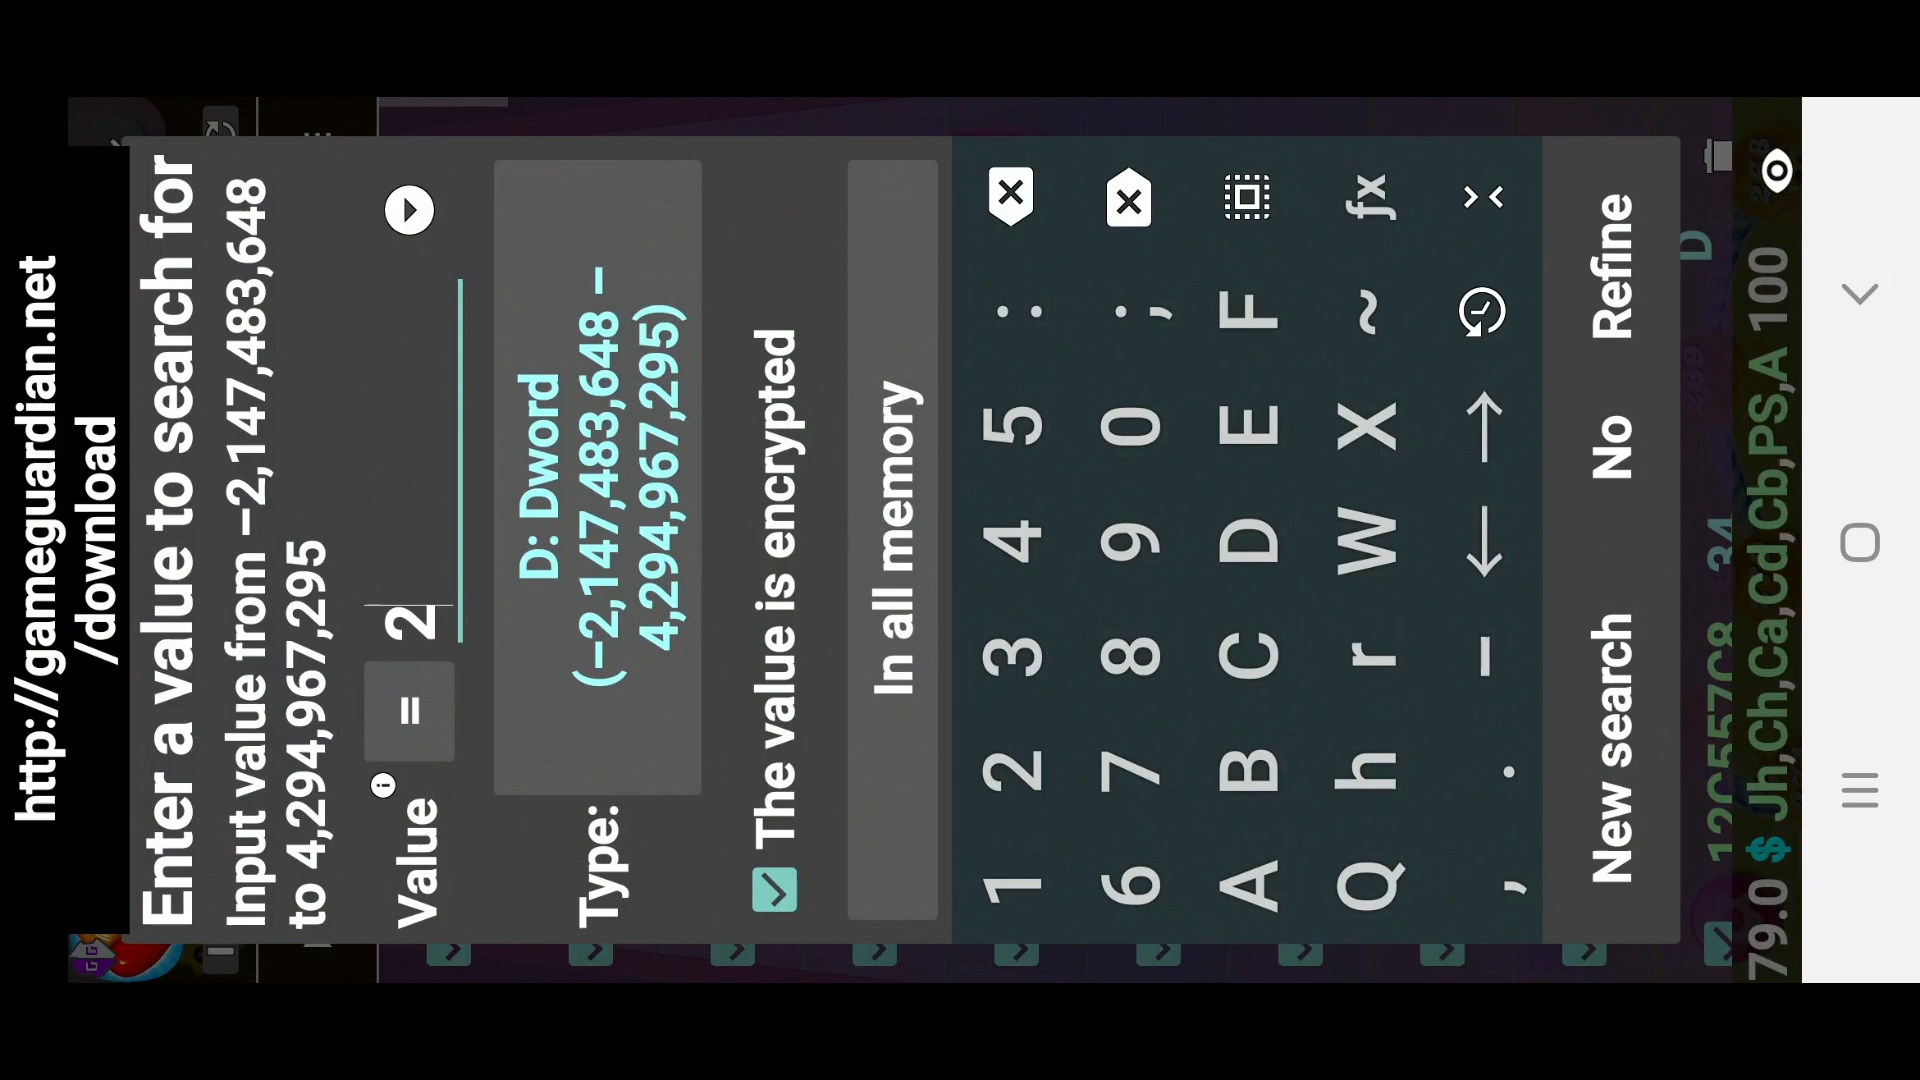 http://gameguardian.net
/download
Enter a value to search for
Input value from −2,147,483,648
to 4,294,967,295
Value = 2
Type: D: Dword
(−2,147,483,648 –
4,294,967,295)
The value is encrypted
In all memory
1 2 3 4 5 :
6 7 8 9 0 ;
A B C D E F
Q h r W X ~ ƒx
, . − ← →
New search No Refine
12C557C8 34 D
79.0 $ Jh,Ch,Ca,Cd,Cb,PS,A 100